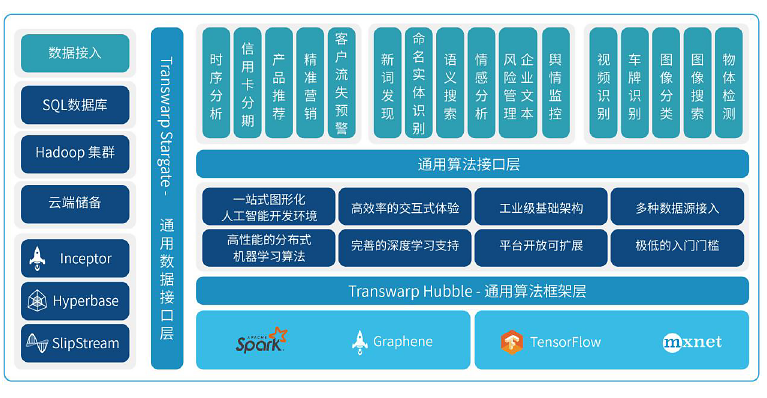 数据接入
SQL数据库
Hadoop 集群
云端储备
Inceptor
Hyperbase
SlipStream
Transwarp Stargate - 通用数据接口层
时序分析
信用卡分期
产品推荐
精准营销
客户流失预警
新词发现
命名实体识别
语义搜索
情感分析
风险管理
企业文本
舆情监控
视频识别
车牌识别
图像分类
图像搜索
物体检测
通用算法接口层
一站式图形化
人工智能开发环境
高效率的交互式体验
工业级基础架构
多种数据源接入
高性能的分布式
机器学习算法
完善的深度学习支持
平台开放可扩展
极低的入门门槛
Transwarp Hubble - 通用算法框架层
APACHE
Spark
Graphene
TensorFlow
mxnet